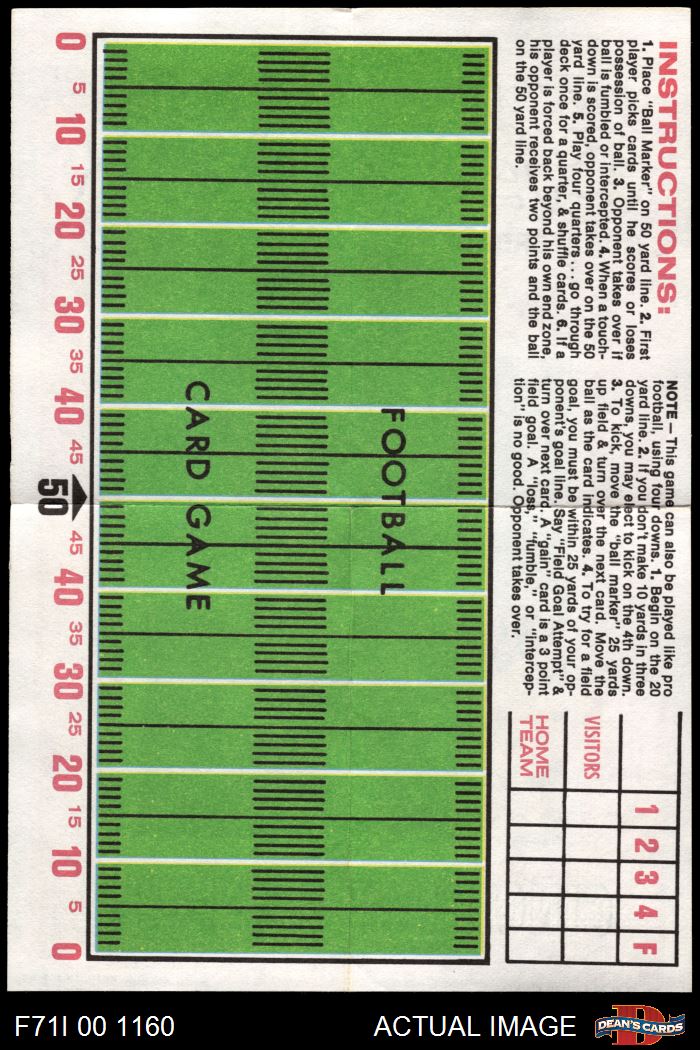 INSTRUCTIONS:
1. Place "Ball Marker" on 50 yard line. 2. First
player picks cards until he scores or loses
possession of ball. 3. Opponent takes over if
ball is fumbled or intercepted. 4. When a touch-
down is scored, opponent takes over on the 50
yard line. 5. Play four quarters...go through
deck once for a quarter, & shuffle cards. 6. If a
player is forced back beyond his own end zone,
his opponent receives two points and the ball
on the 50 yard line.
NOTE — This game can also be played like pro
football, using four downs. 1. Begin on the 20
yard line. 2. If you don't make 10 yards in three
downs, you may elect to kick on the 4th down.
3. To kick, move the "ball marker" 25 yards
up field & turn over the next card. Move the
ball as the card indicates. 4. To try for a field
goal, you must be within 25 yards of your op-
ponent's goal line. Say "Field Goal Attempt" &
turn over next card. A "gain" card is a 3 point
field goal. A "loss," "fumble," or "intercep-
tion" is no good. Opponent takes over.
1 2 3 4 F
VISITORS
HOME
TEAM
FOOTBALL
CARD GAME
0 5 10 15 20 25 30 35 40 45 50 45 40 35 30 25 20 15 10 5 0
F71I 00 1160
ACTUAL IMAGE
D
DEAN'S CARDS